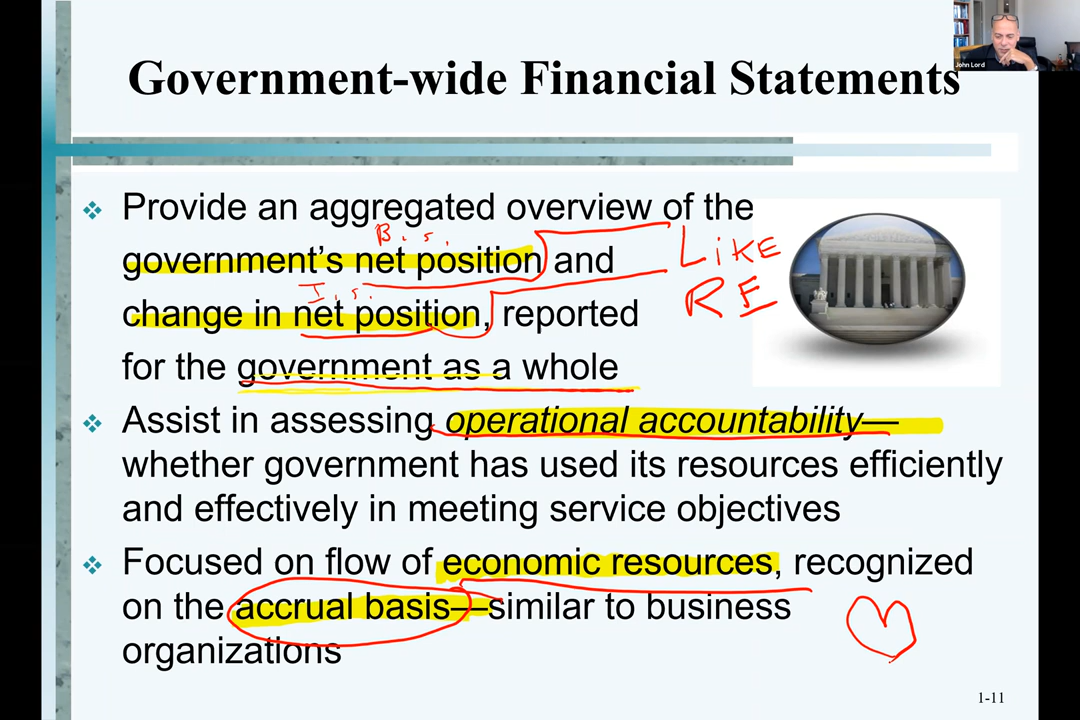 John Lord
Government-wide Financial Statements
❖ Provide an aggregated overview of the
B. S.
government's net position and
LIKE
I. S.
RE
change in net position, reported
for the government as a whole
❖ Assist in assessing operational accountability—
whether government has used its resources efficiently
and effectively in meeting service objectives
❖ Focused on flow of economic resources, recognized
on the accrual basis—similar to business
organizations
1-11